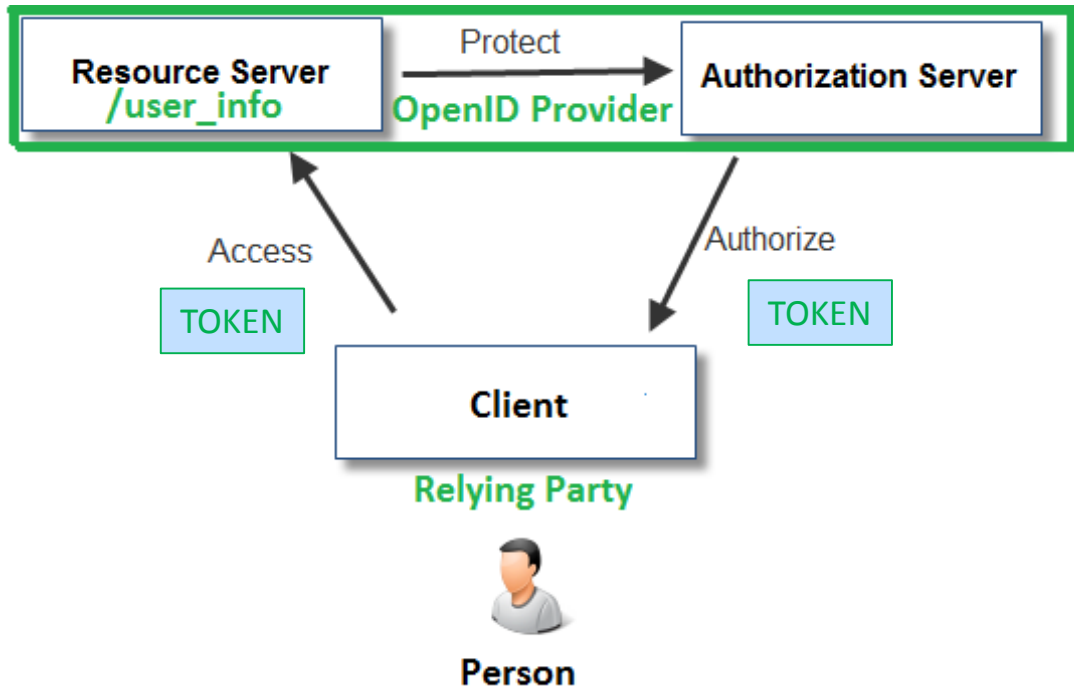 Protect
Resource Server
/user_info
OpenID Provider
Authorization Server
Access
Authorize
TOKEN
TOKEN
Client
Relying Party
Person